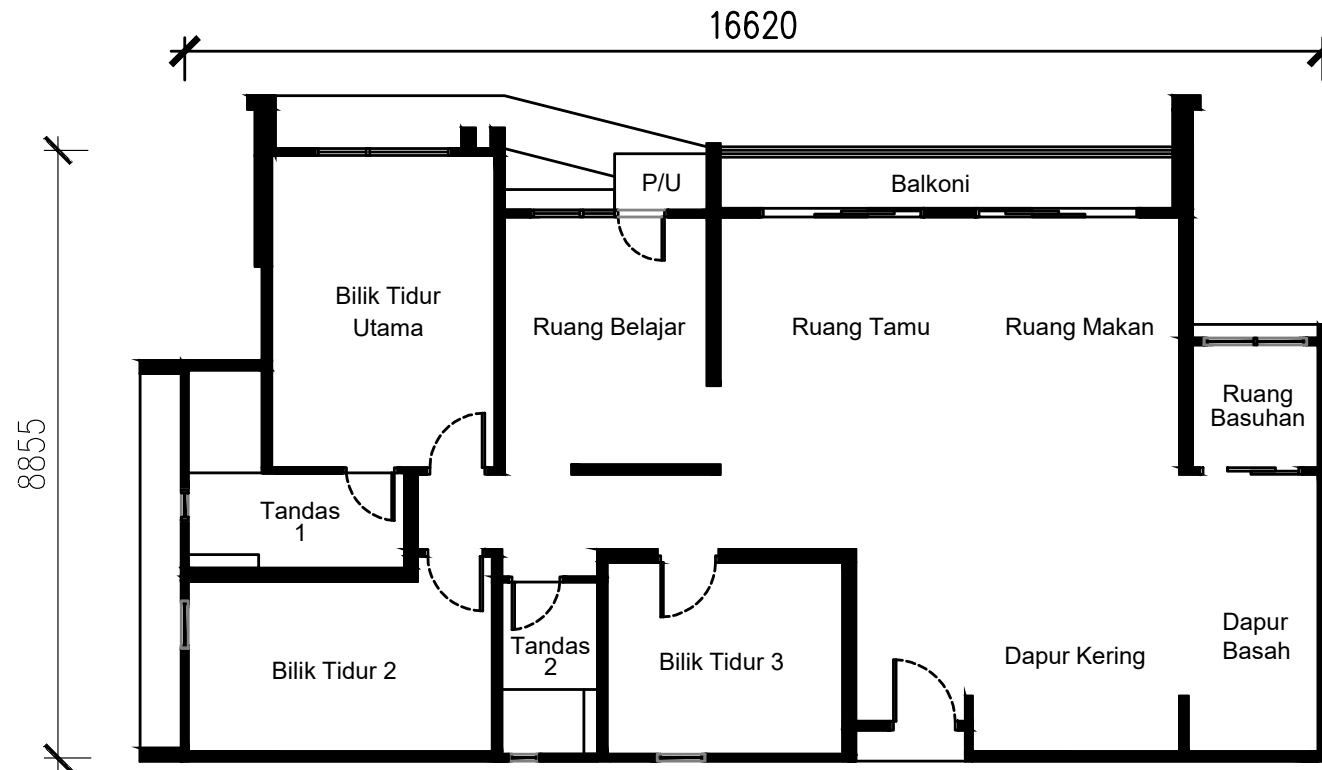 16620
P/U
Balkoni
Bilik Tidur
Utama
Ruang Belajar
Ruang Tamu
Ruang Makan
Ruang
Basuhan
8855
Tandas
1
Tandas
2
Bilik Tidur 2
Bilik Tidur 3
Dapur Kering
Dapur
Basah